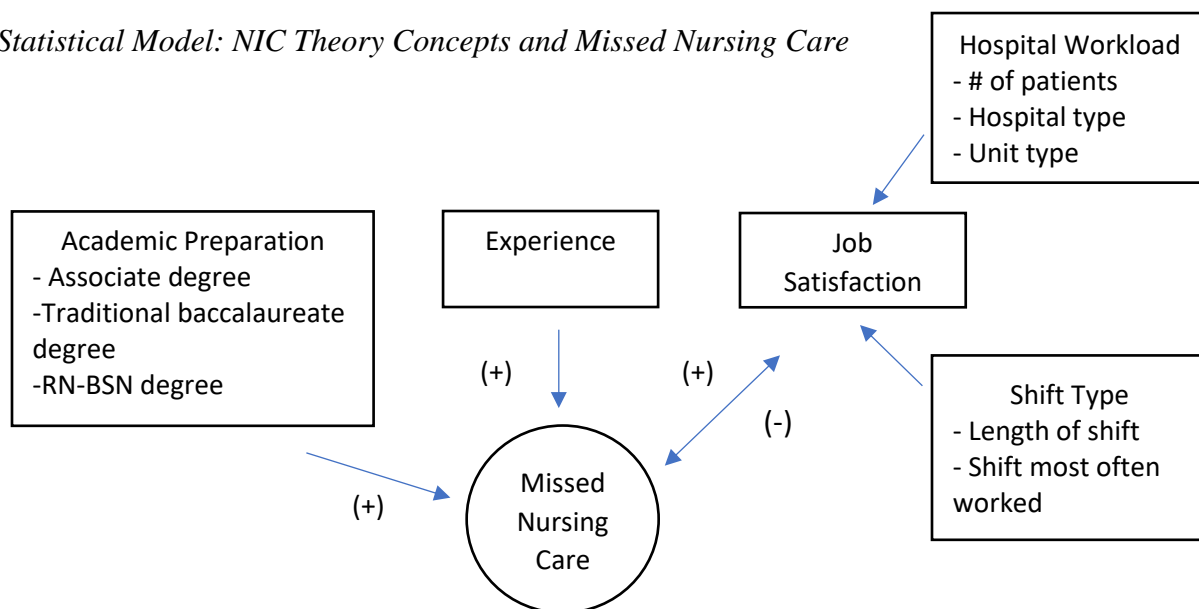 Statistical Model: NIC Theory Concepts and Missed Nursing Care
Hospital Workload
- # of patients
- Hospital type
- Unit type
Academic Preparation
- Associate degree
-Traditional baccalaureate
degree
-RN-BSN degree
Experience
Job
Satisfaction
(+)
(+)
(-)
(+)
Shift Type
- Length of shift
- Shift most often
worked
Missed
Nursing
Care